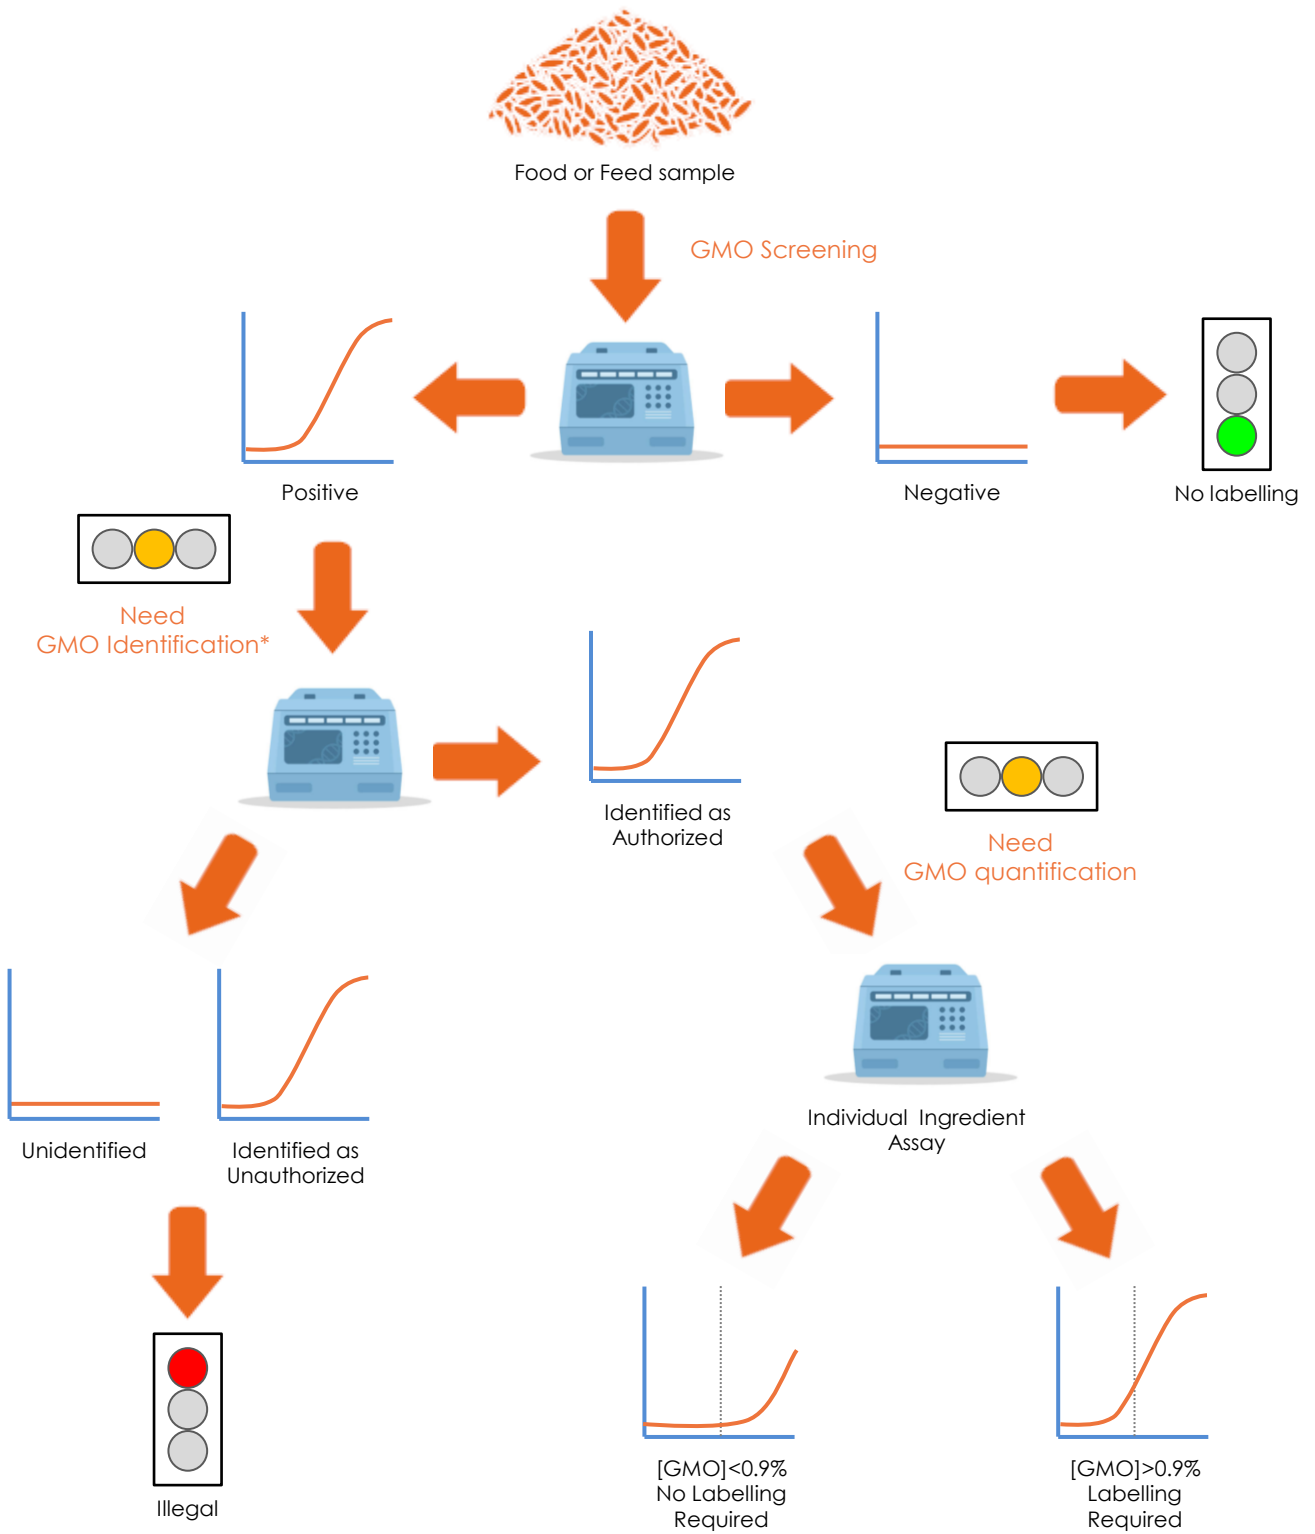 Food or Feed sample
GMO Screening
Positive
Negative
No labelling
Need
GMO Identification*
Identified as
Authorized
Need
GMO quantification
Unidentified
Identified as
Unauthorized
Individual Ingredient
Assay
Illegal
[GMO]<0.9%
No Labelling
Required
[GMO]>0.9%
Labelling
Required